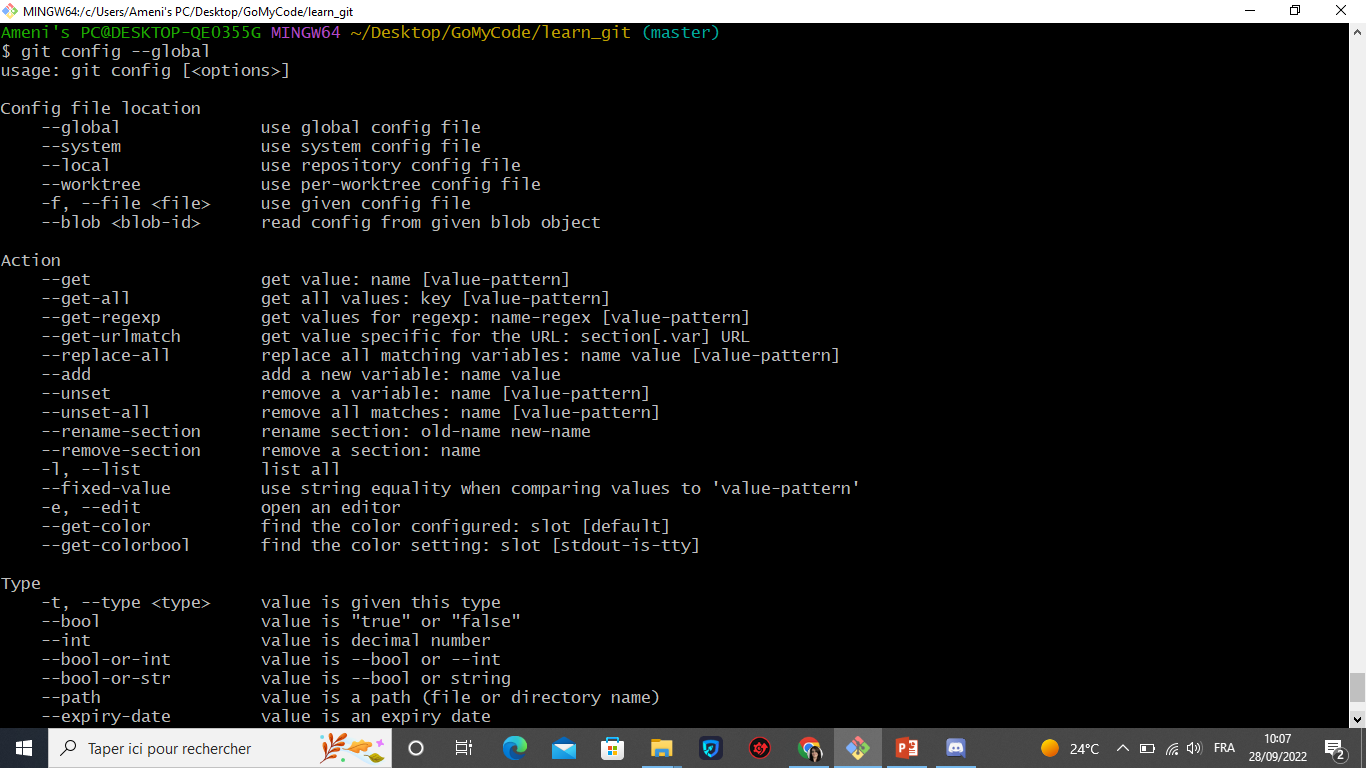 MINGW64:/c/Users/Ameni's PC/Desktop/GoMyCode/learn_git
Ameni's PC@DESKTOP-QEO355G MINGW64 ~/Desktop/GoMyCode/learn_git (master)
$ git config --global
usage: git config [<options>]
Config file location
--global use global config file
--system use system config file
--local use repository config file
--worktree use per-worktree config file
-f, --file <file> use given config file
--blob <blob-id> read config from given blob object
Action
--get get value: name [value-pattern]
--get-all get all values: key [value-pattern]
--get-regexp get values for regexp: name-regex [value-pattern]
--get-urlmatch get value specific for the URL: section[.var] URL
--replace-all replace all matching variables: name value [value-pattern]
--add add a new variable: name value
--unset remove a variable: name [value-pattern]
--unset-all remove all matches: name [value-pattern]
--rename-section rename section: old-name new-name
--remove-section remove a section: name
-l, --list list all
--fixed-value use string equality when comparing values to 'value-pattern'
-e, --edit open an editor
--get-color find the color configured: slot [default]
--get-colorbool find the color setting: slot [stdout-is-tty]
Type
-t, --type <type> value is given this type
--bool value is "true" or "false"
--int value is decimal number
--bool-or-int value is --bool or --int
--bool-or-str value is --bool or string
--path value is a path (file or directory name)
--expiry-date value is an expiry date
Taper ici pour rechercher
24°C
FRA
10:07
28/09/2022
2